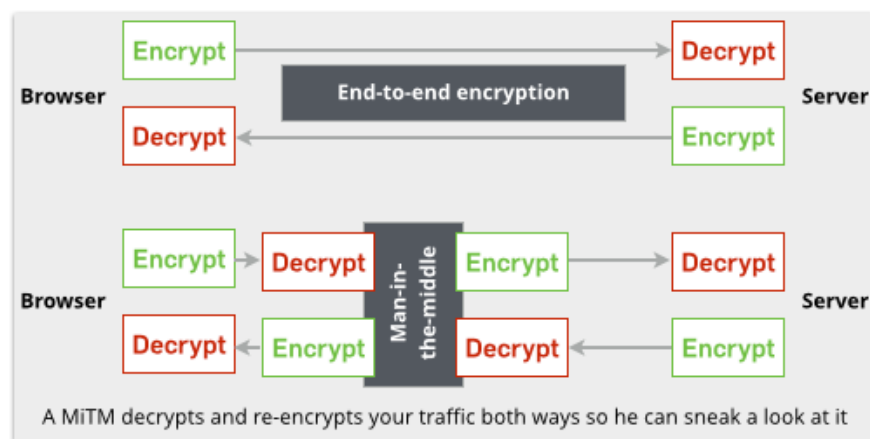 Encrypt
Decrypt
Browser
End-to-end encryption
Server
Decrypt
Encrypt
Encrypt
Decrypt
Encrypt
Decrypt
Browser
Man-in-
the-middle
Server
Decrypt
Encrypt
Decrypt
Encrypt
A MiTM decrypts and re-encrypts your traffic both ways so he can sneak a look at it